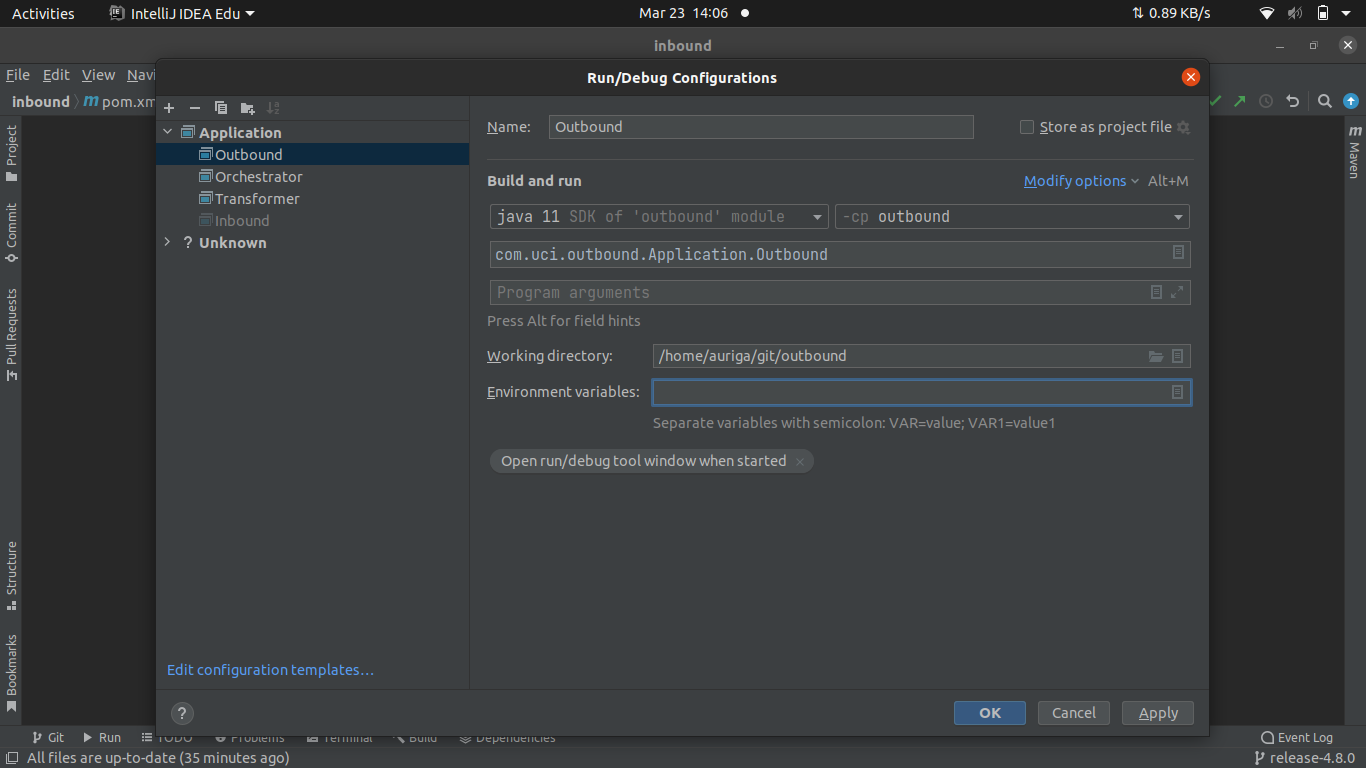 Activities IntelliJ IDEA Edu Mar 23 14:06 0.89 KB/s
inbound
File Edit View Navi
Run/Debug Configurations
inbound pom.xm
Project
Commit
Pull Requests
Structure
Bookmarks
Application
Outbound
Orchestrator
Transformer
Inbound
? Unknown
Edit configuration templates…
?
Name: Outbound Store as project file
Build and run Modify options Alt+M
java 11 SDK of 'outbound' module -cp outbound
com.uci.outbound.Application.Outbound
Program arguments
Press Alt for field hints
Working directory: /home/auriga/git/outbound
Environment variables:
Separate variables with semicolon: VAR=value; VAR1=value1
Open run/debug tool window when started
OK Cancel Apply
m
Maven
Git Run TODO Problems Terminal Build Dependencies Event Log
All files are up-to-date (35 minutes ago) release-4.8.0